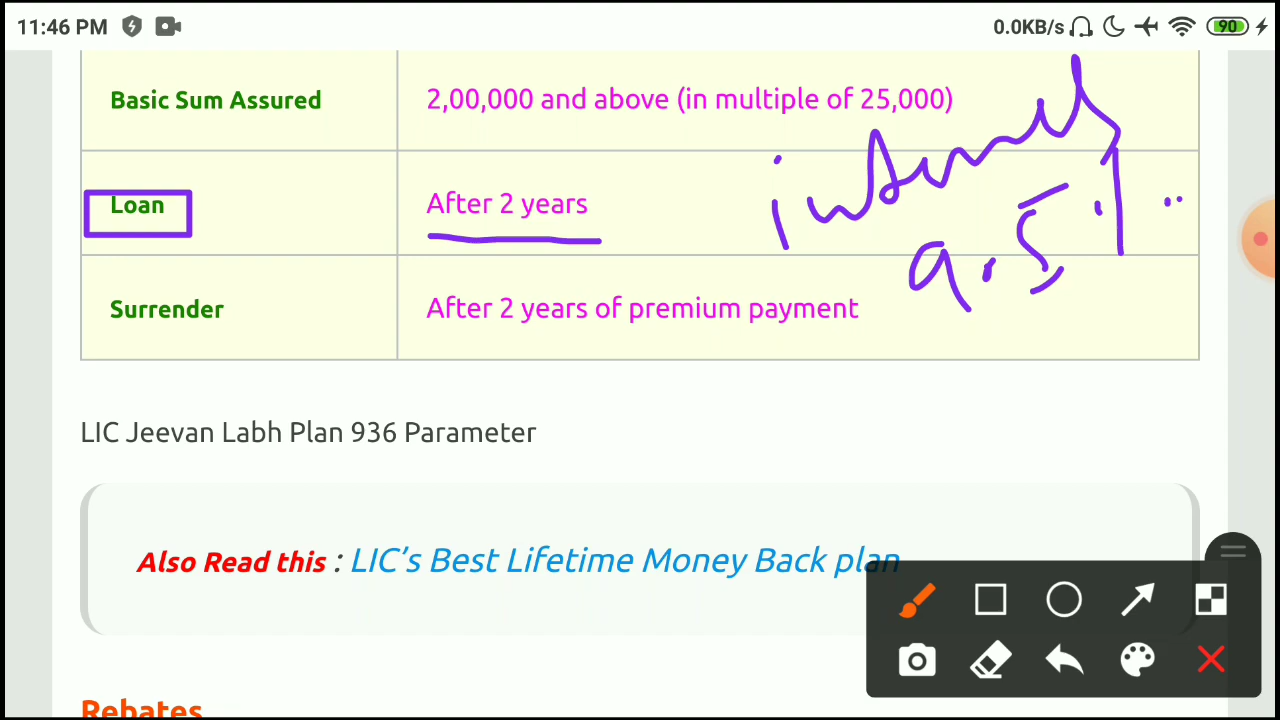 11:46 PM
0.0KB/s
90
Basic Sum Assured
2,00,000 and above (in multiple of 25,000)
Loan
After 2 years
9.5
Surrender
After 2 years of premium payment
LIC Jeevan Labh Plan 936 Parameter
Also Read this : LIC’s Best Lifetime Money Back plan
Rebates